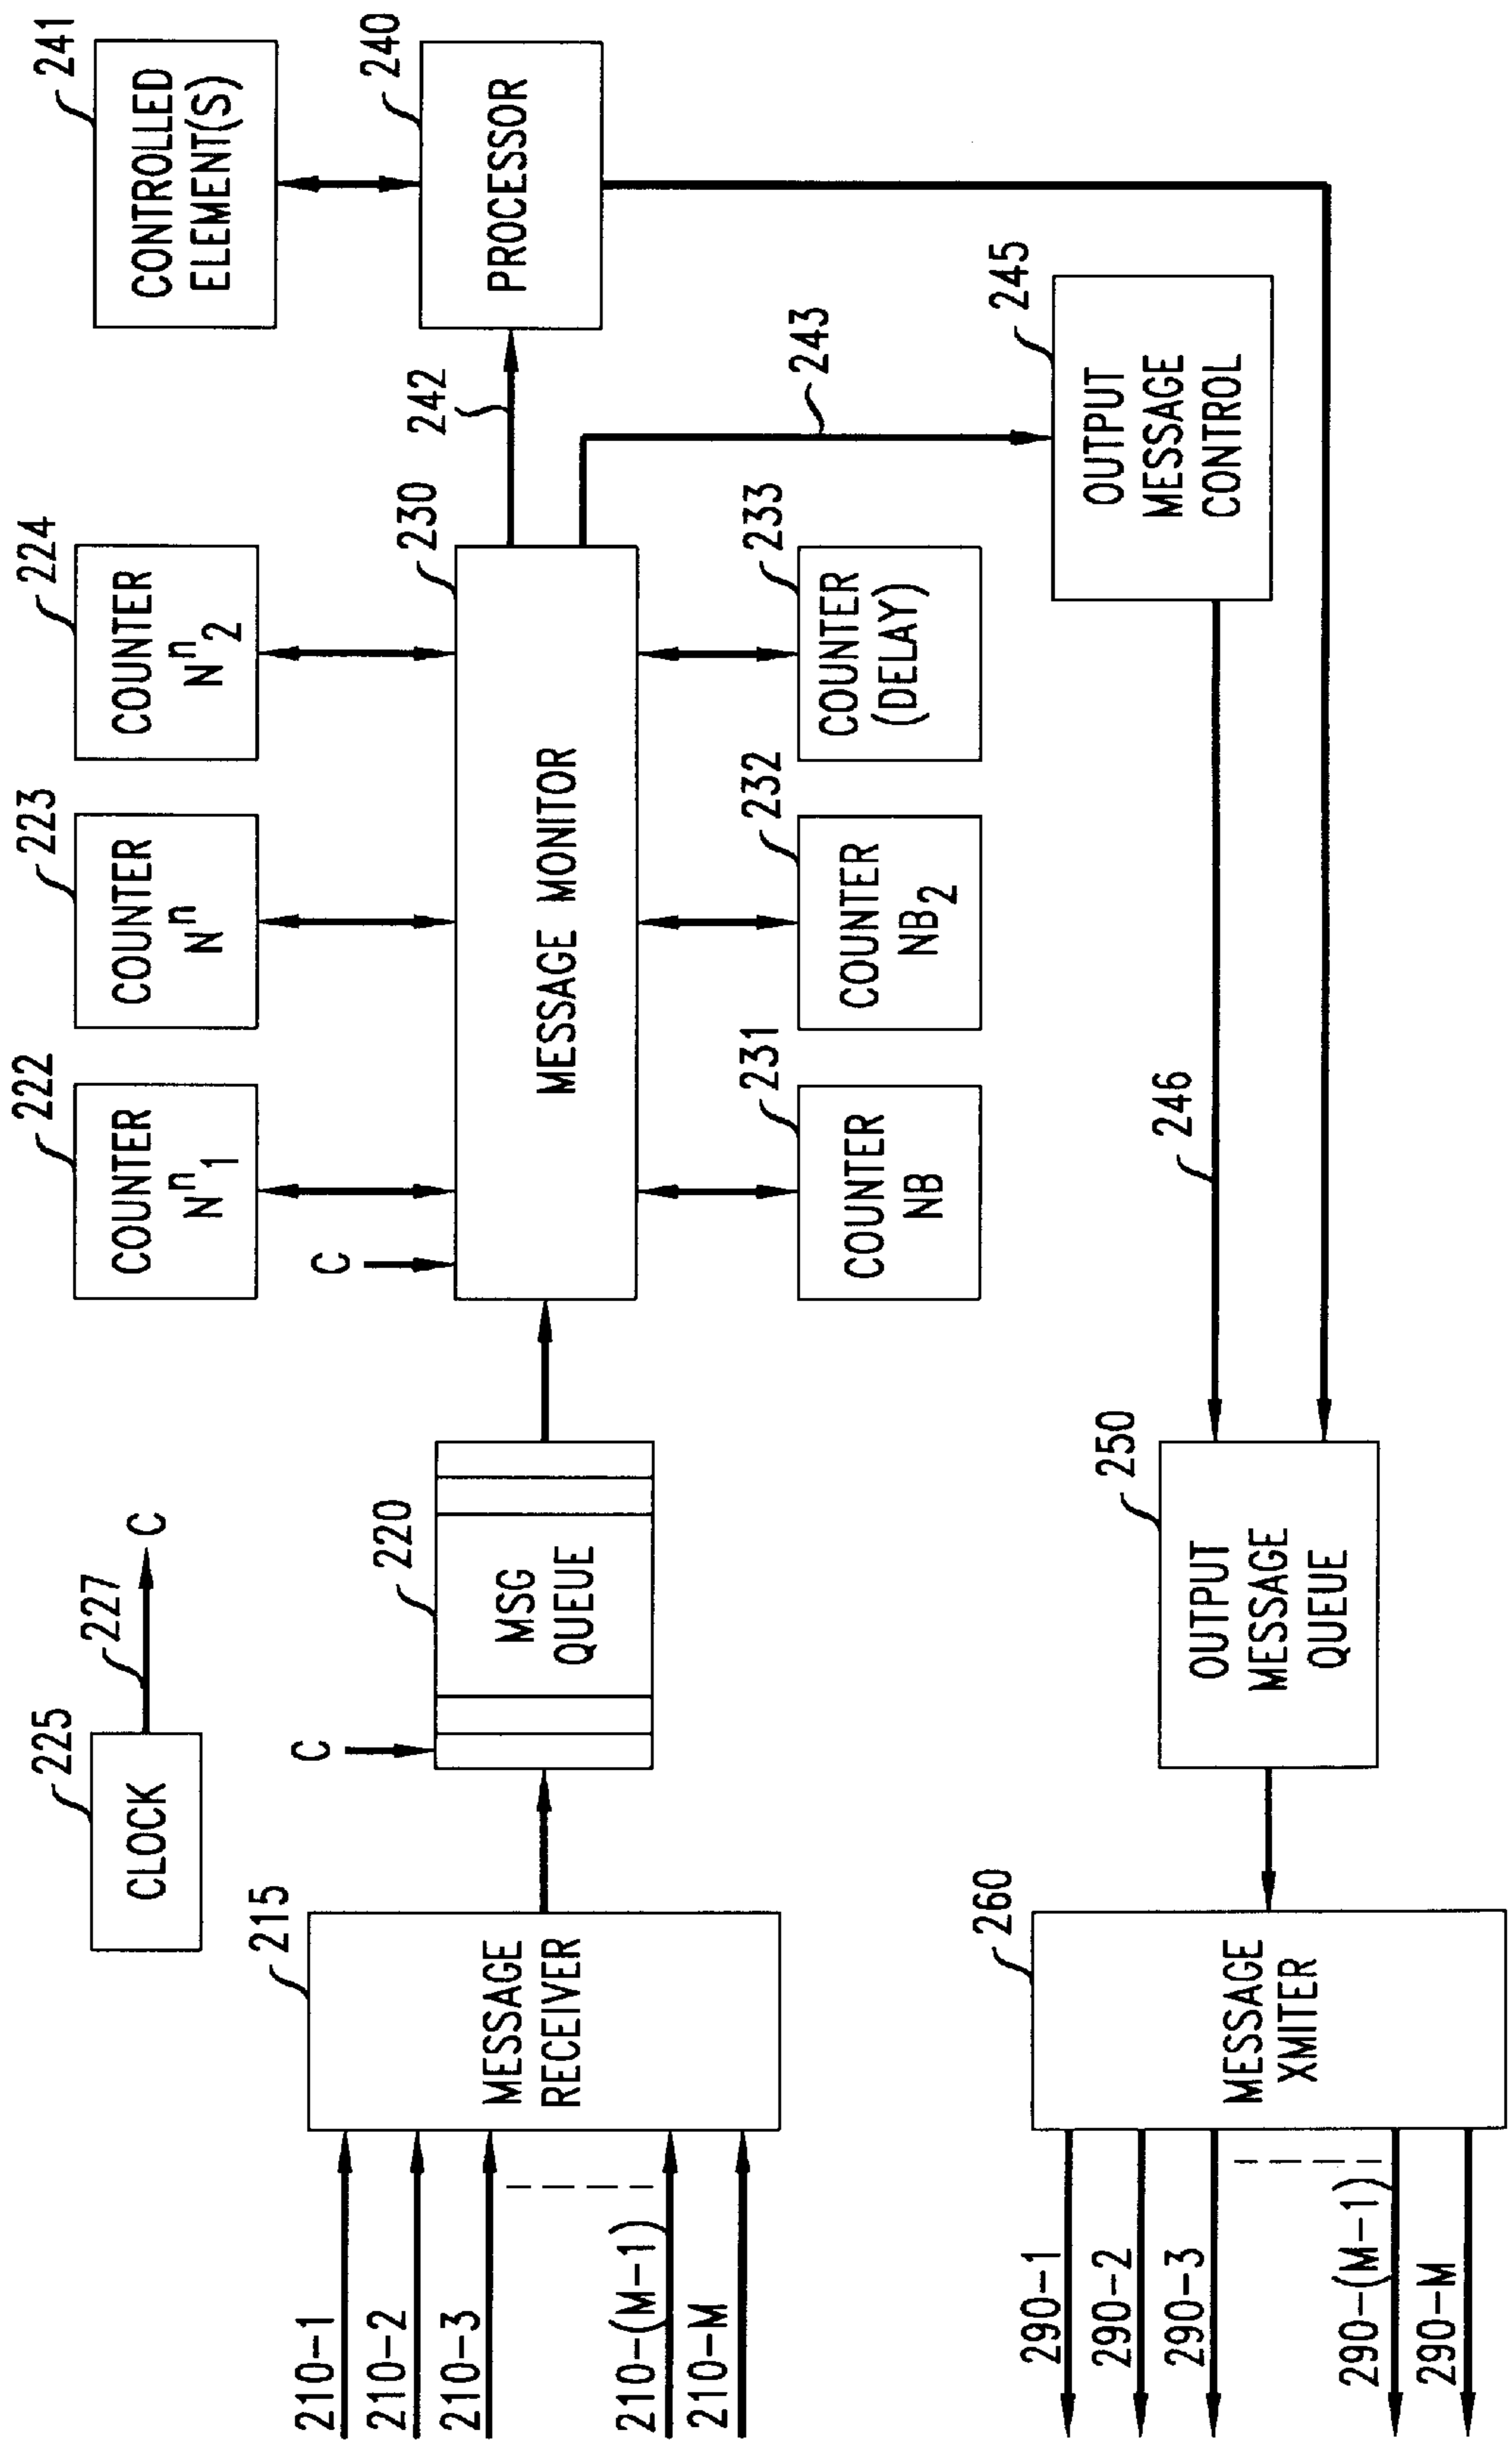 225
CLOCK
227
C
222
COUNTER
N^n_1
223
COUNTER
N^n
224
COUNTER
N^n_2
241
CONTROLLED
ELEMENT(S)
210-1
210-2
210-3
210-(M-1)
210-M
215
MESSAGE
RECEIVER
C
220
MSG
QUEUE
C
230
MESSAGE MONITOR
242
240
PROCESSOR
231
COUNTER
NB
232
COUNTER
NB_2
233
COUNTER
(DELAY)
243
245
OUTPUT
MESSAGE
CONTROL
246
250
OUTPUT
MESSAGE
QUEUE
260
MESSAGE
XMITER
290-1
290-2
290-3
290-(M-1)
290-M